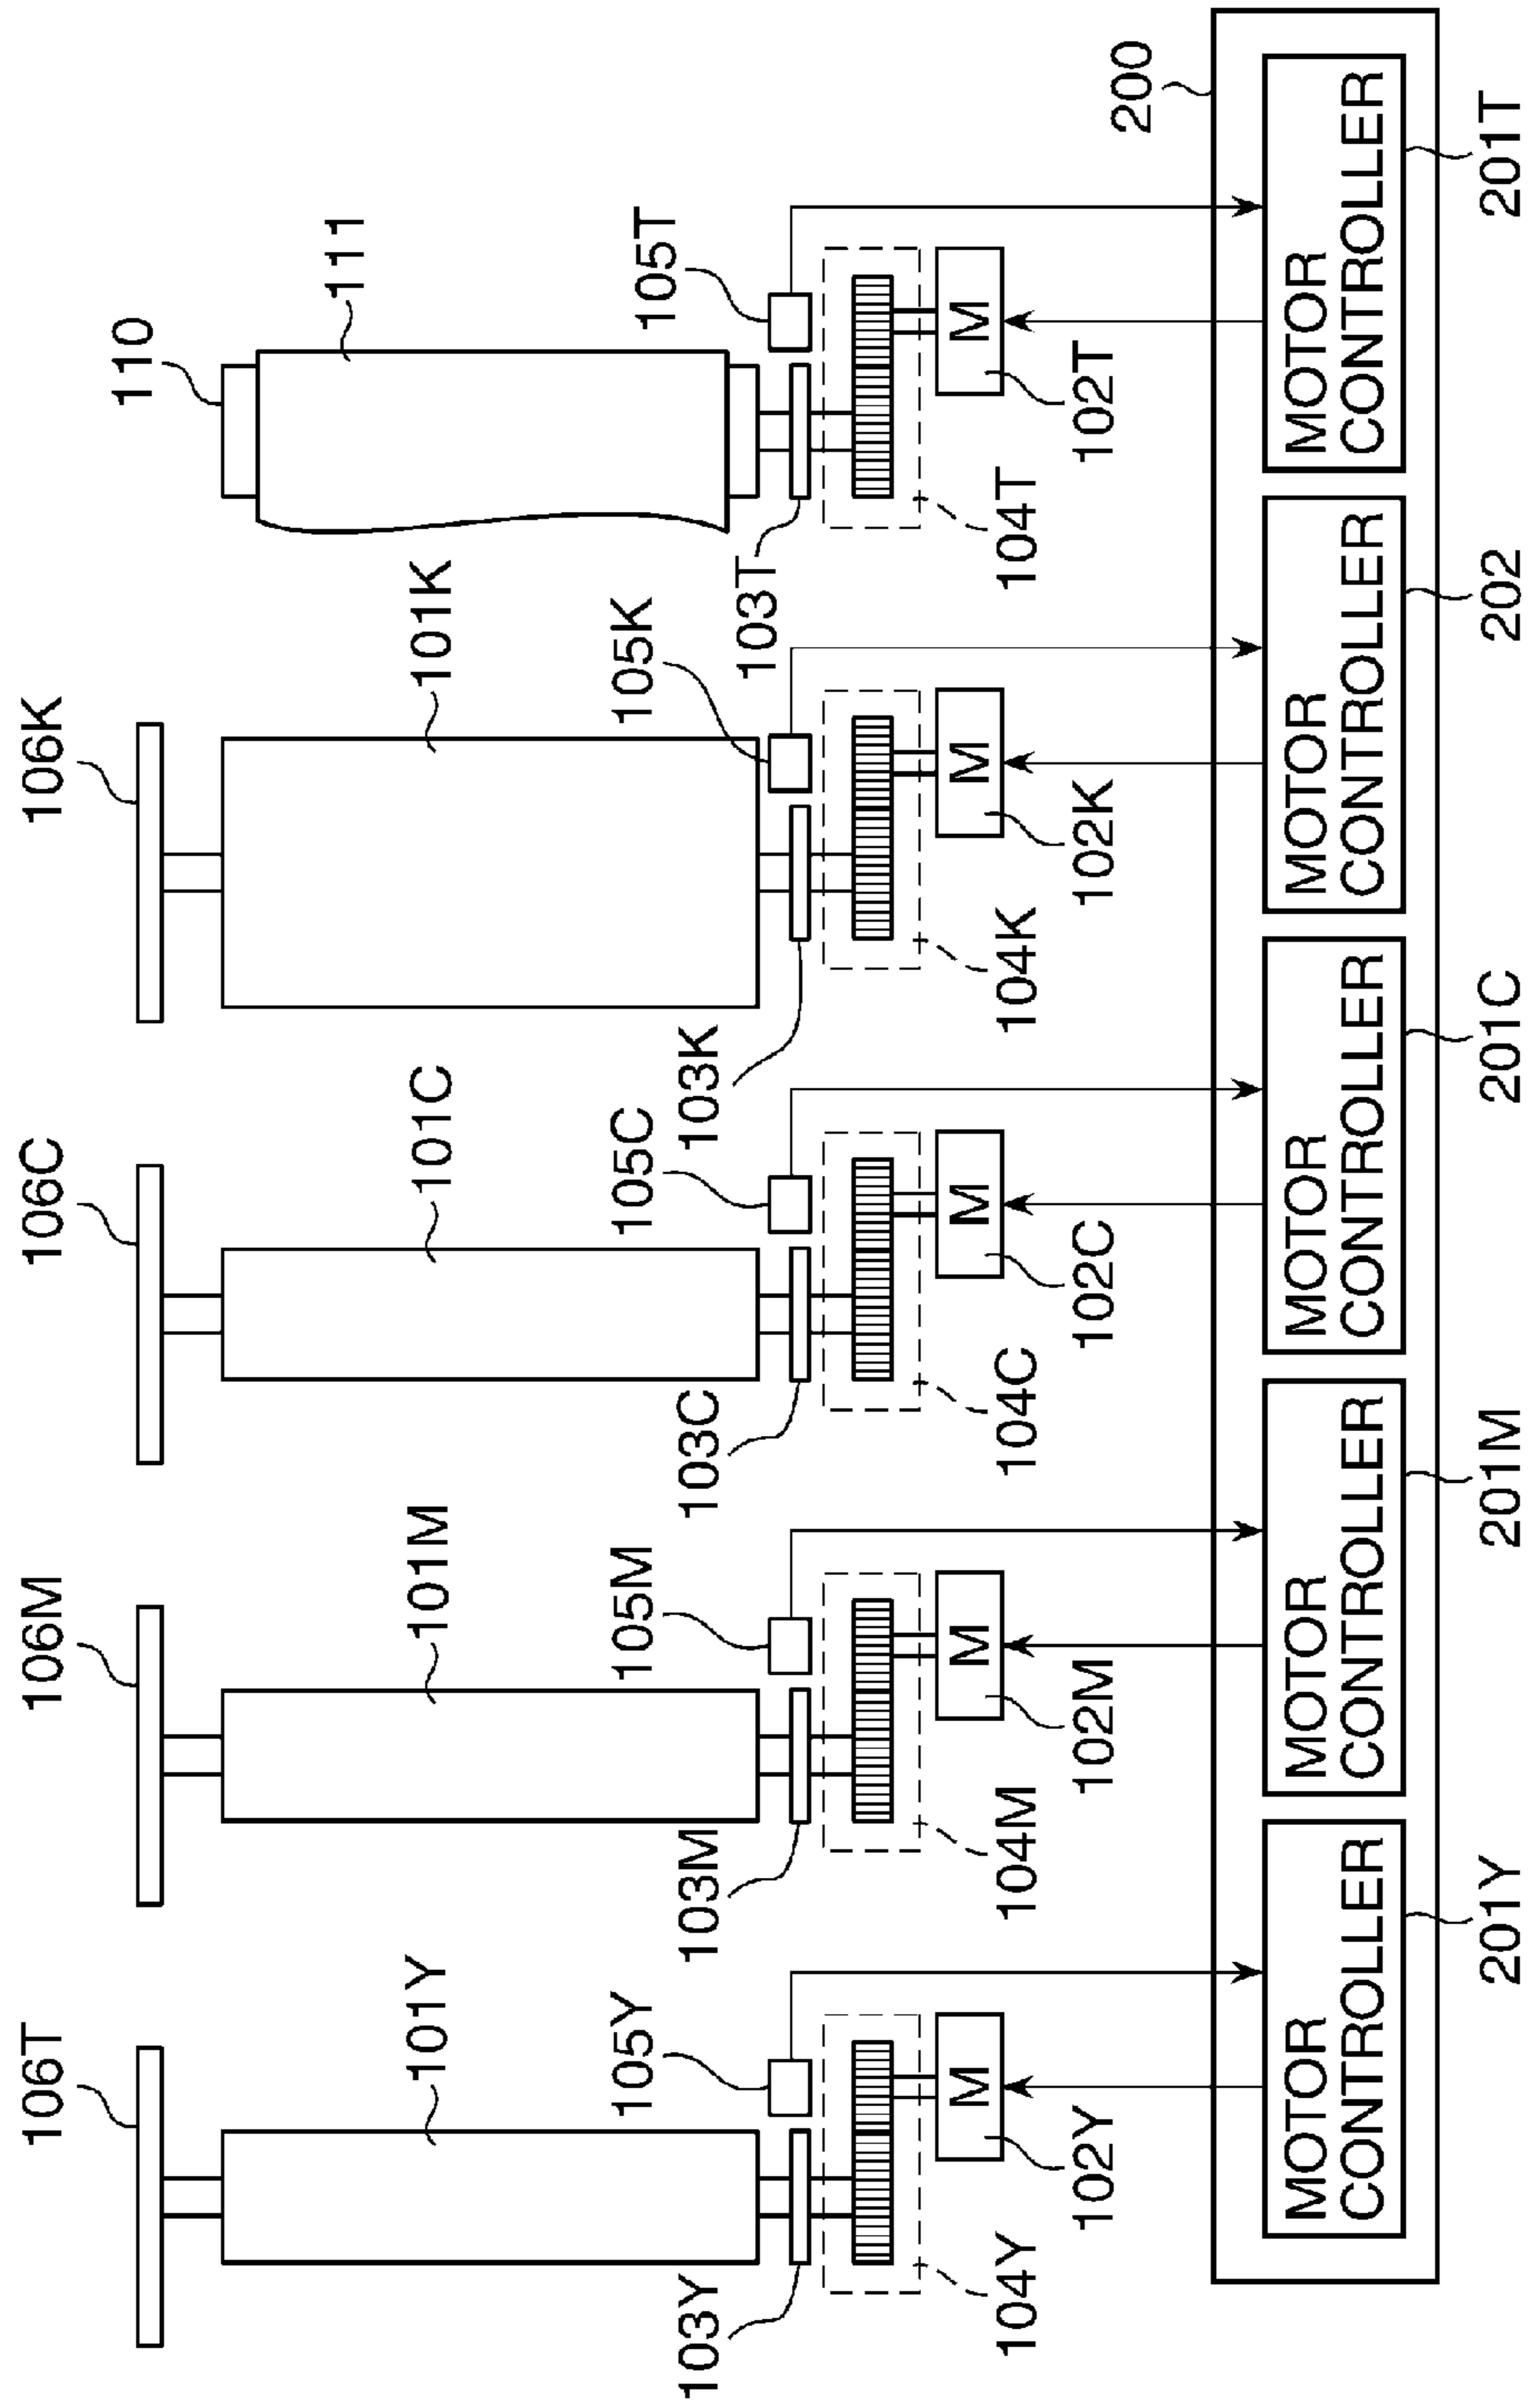 106T
106M
106C
106K
110
111
101Y
101M
101C
101K
105Y
105M
105C
105K
105T
103Y
103M
103C
103K
103T
104Y
104M
104C
104K
104T
M
M
M
M
M
102Y
102M
102C
102K
102T
200
MOTOR
CONTROLLER
MOTOR
CONTROLLER
MOTOR
CONTROLLER
MOTOR
CONTROLLER
MOTOR
CONTROLLER
201Y
201M
201C
202
201T